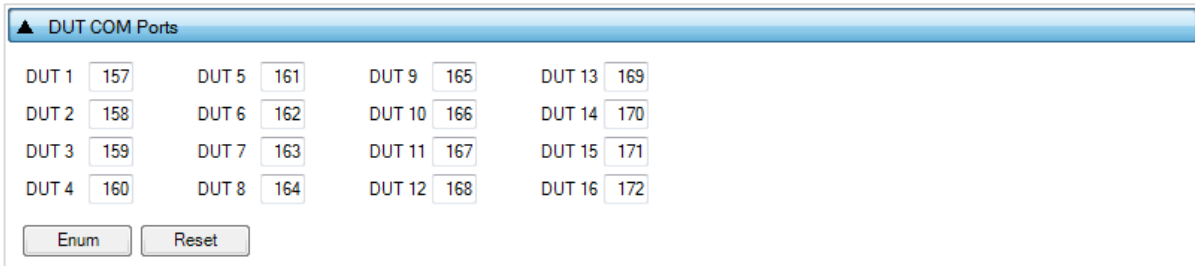 DUT COM Ports
DUT 1 157 DUT 5 161 DUT 9 165 DUT 13 169
DUT 2 158 DUT 6 162 DUT 10 166 DUT 14 170
DUT 3 159 DUT 7 163 DUT 11 167 DUT 15 171
DUT 4 160 DUT 8 164 DUT 12 168 DUT 16 172
Enum Reset